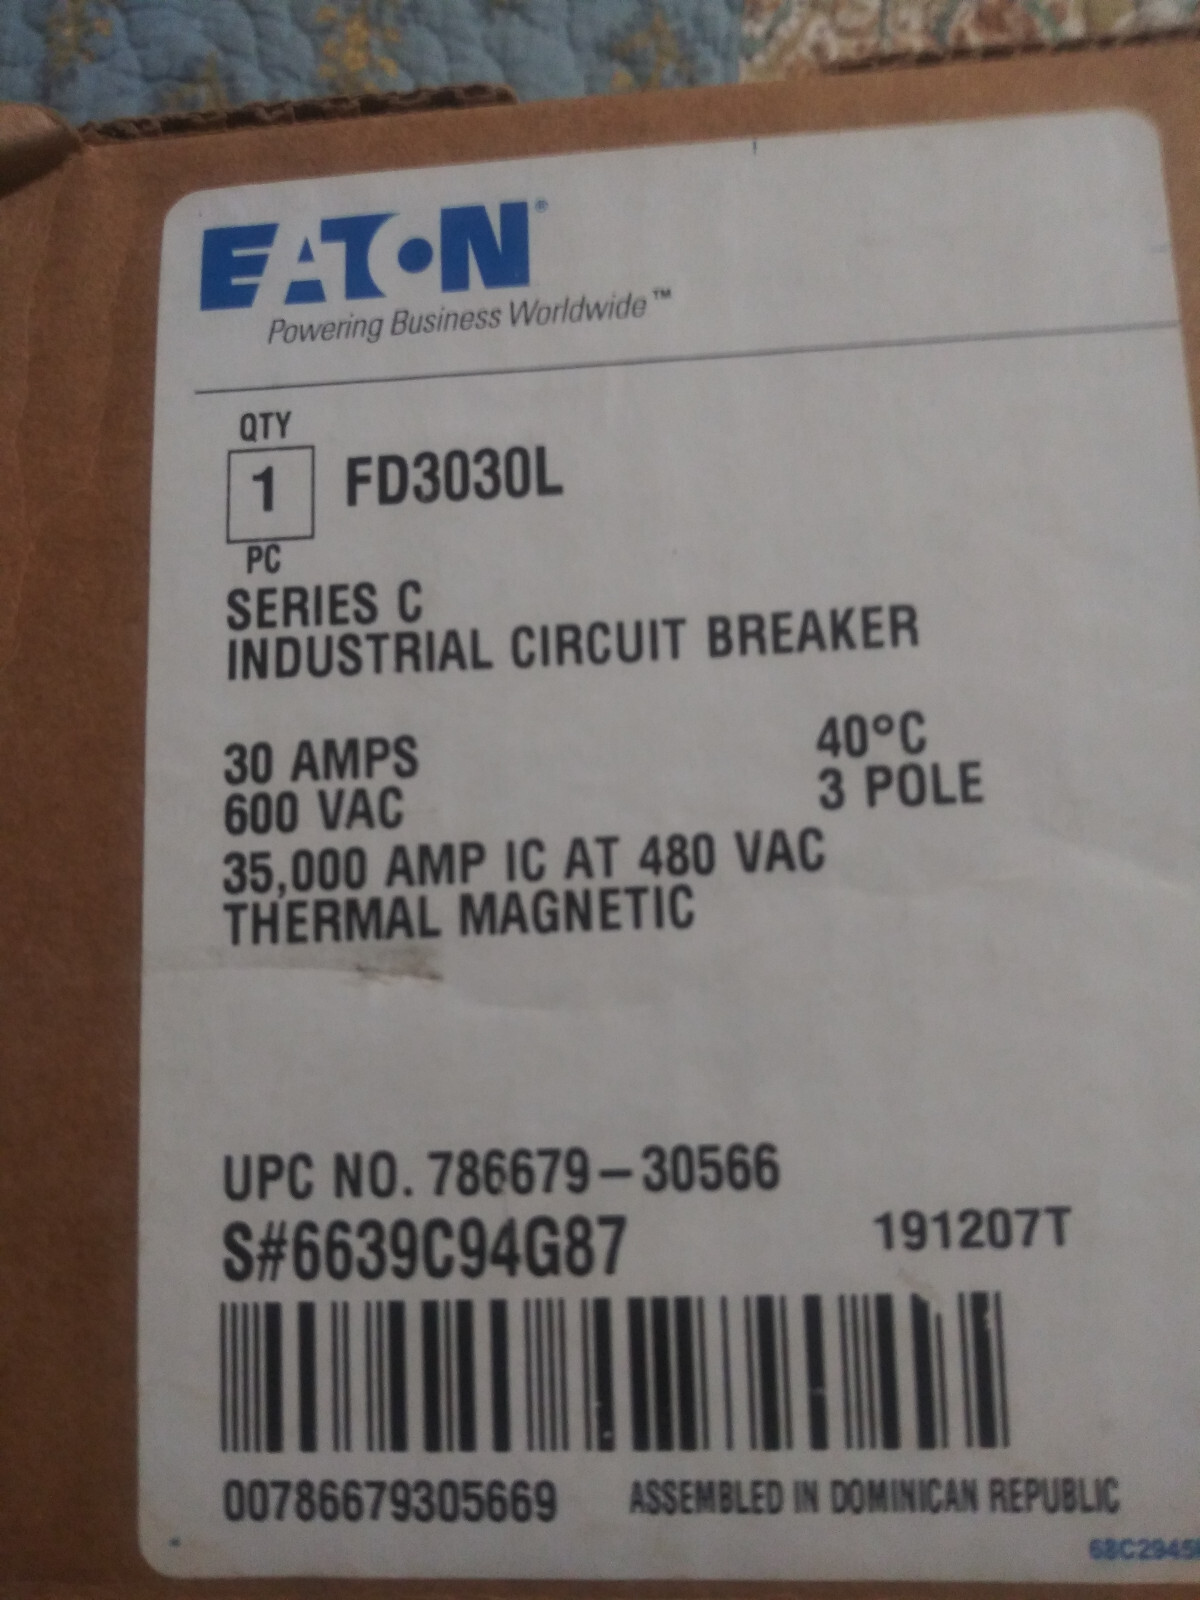 EATON®
Powering Business Worldwide™
QTY
1 FD3030L
PC
SERIES C
INDUSTRIAL CIRCUIT BREAKER
30 AMPS 40°C
600 VAC 3 POLE
35,000 AMP IC AT 480 VAC
THERMAL MAGNETIC
UPC NO. 786679-30566
S#6639C94G87 191207T
00786679305669 ASSEMBLED IN DOMINICAN REPUBLIC